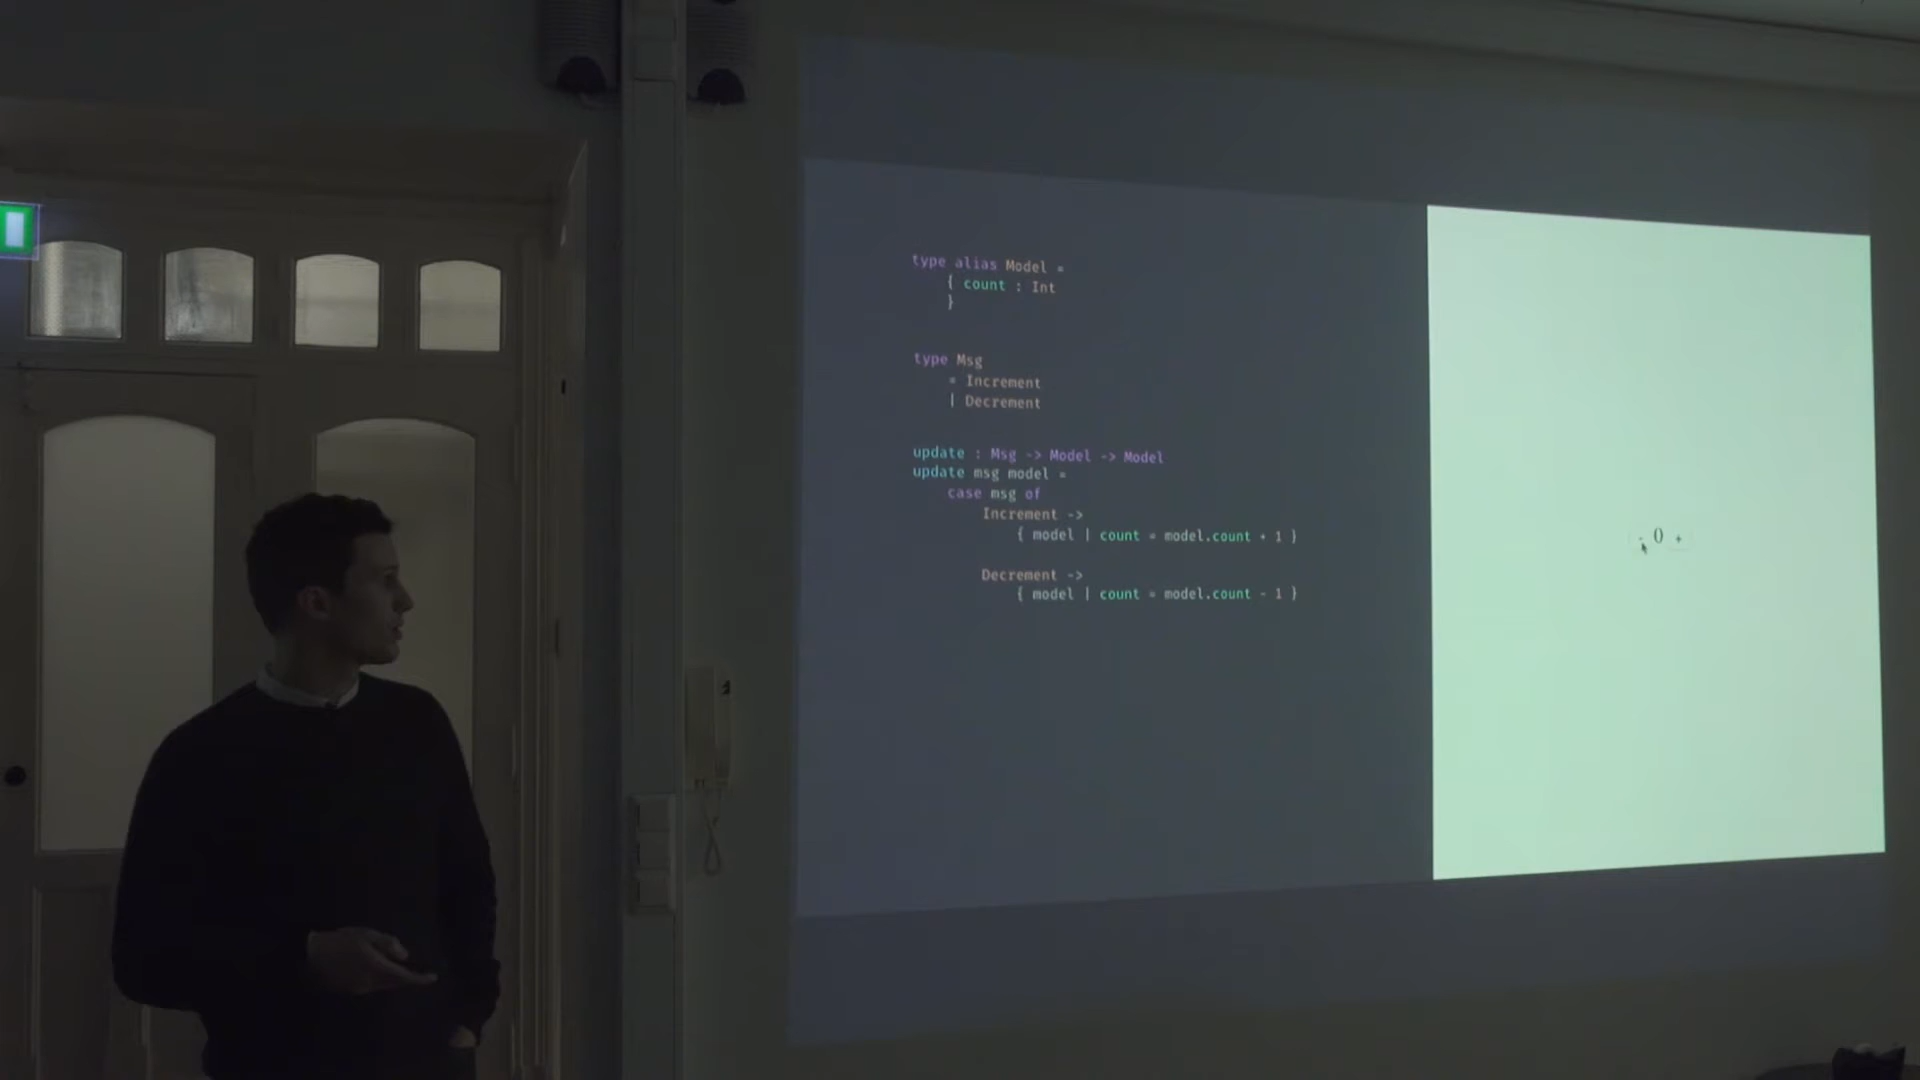 type alias Model =
{ count : Int
}
type Msg
= Increment
| Decrement
update : Msg -> Model -> Model
update msg model =
case msg of
Increment ->
{ model | count = model.count + 1 }
Decrement ->
{ model | count = model.count - 1 }
- 0 +